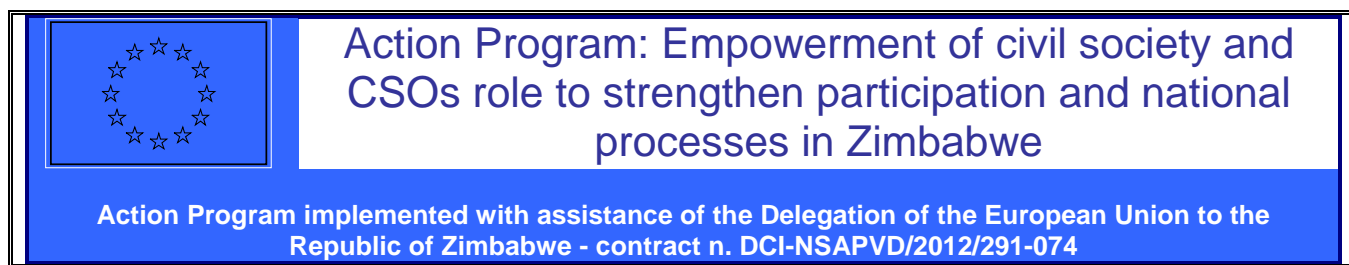 Action Program: Empowerment of civil society and
CSOs role to strengthen participation and national
processes in Zimbabwe
Action Program implemented with assistance of the Delegation of the European Union to the
Republic of Zimbabwe - contract n. DCI-NSAPVD/2012/291-074